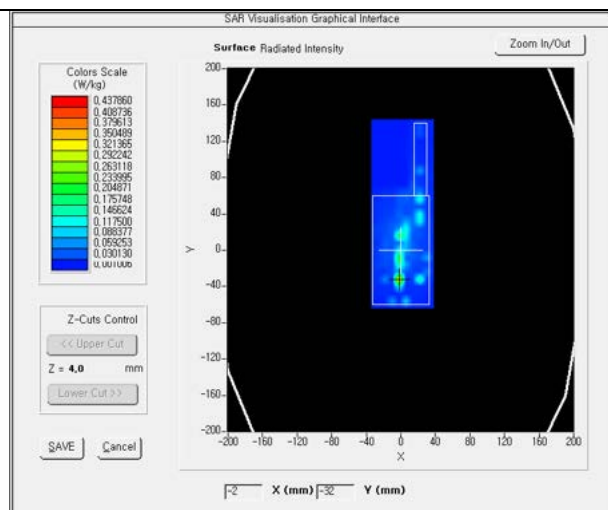 SAR Visualisation Graphical Interface
Surface Radiated Intensity
Zoom In/Out
Colors Scale
(W/kg)
0.437860
0.408736
0.379613
0.350489
0.321365
0.292242
0.263118
0.233995
0.204871
0.175748
0.146624
0.117500
0.088377
0.059253
0.030130
0.001006
Z-Cuts Control
<< Upper Cut
Z = 4.0 mm
Lower Cut >>
SAVE Cancel
200
160
120
80
40
0
-40
-80
-120
-160
-200
Y
-200 -160 -120 -80 -40 0 40 80 120 160 200
X
-2 X (mm) -32 Y (mm)